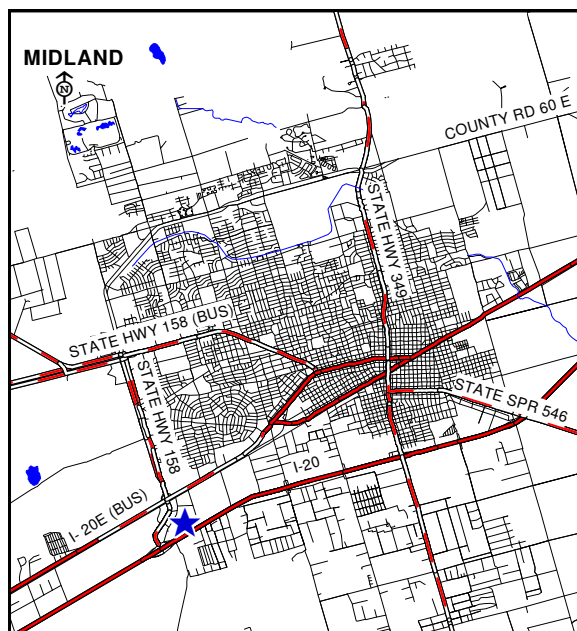 MIDLAND
N
COUNTY RD 60 E
STATE HWY 349
STATE HWY 158 (BUS)
STATE HWY 158
STATE SPR 546
I-20
I-20E (BUS)